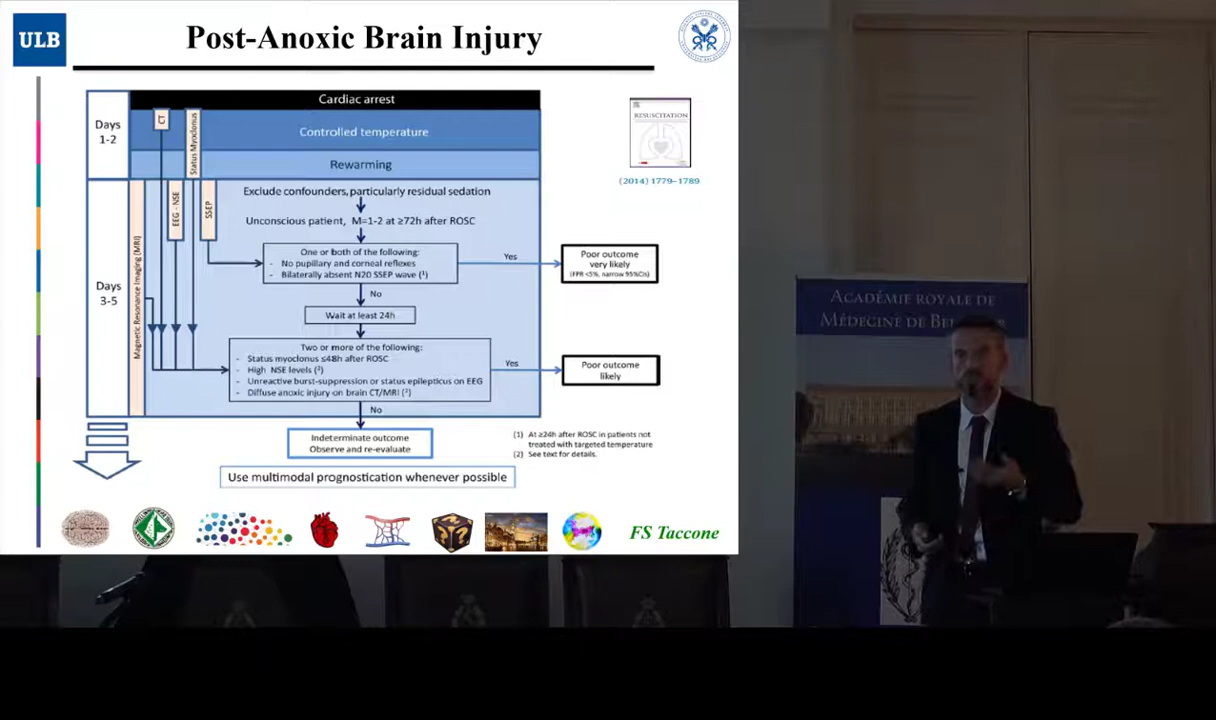 ULB
Post-Anoxic Brain Injury
Cardiac arrest
Days
1-2
CT
Status Myoclonus
Controlled temperature
Rewarming
RESUSCITATION
(2014) 1779–1789
Days
3-5
Magnetic Resonance Imaging (MRI)
EEG - NSE
SSEP
Exclude confounders, particularly residual sedation
Unconscious patient, M=1-2 at ≥72h after ROSC
One or both of the following:
- No pupillary and corneal reflexes
- Bilaterally absent N20 SSEP wave (¹)
Yes
Poor outcome
very likely
(FPR <5%, narrow 95%CIs)
No
Wait at least 24h
Two or more of the following:
- Status myoclonus ≤48h after ROSC
- High NSE levels (²)
- Unreactive burst-suppression or status epilepticus on EEG
- Diffuse anoxic injury on brain CT/MRI (²)
Yes
Poor outcome
likely
No
Indeterminate outcome
Observe and re-evaluate
(1) At ≥24h after ROSC in patients not
treated with targeted temperature
(2) See text for details.
Use multimodal prognostication whenever possible
FS Taccone
ACADÉMIE ROYALE DE
MÉDECINE DE